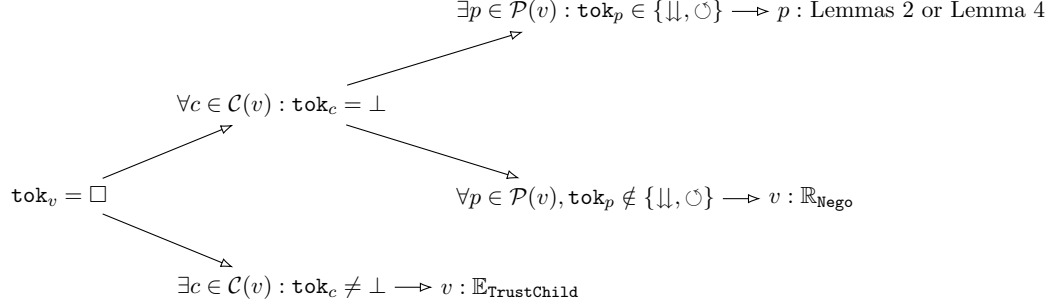 ∃p ∈ 𝒫(v) : tok_p ∈ {⇊, ↺} → p : Lemmas 2 or Lemma 4
∀c ∈ 𝒞(v) : tok_c = ⊥
tok_v = □
∀p ∈ 𝒫(v), tok_p ∉ {⇊, ↺} → v : ℝ_Nego
∃c ∈ 𝒞(v) : tok_c ≠ ⊥ → v : 𝔼_TrustChild